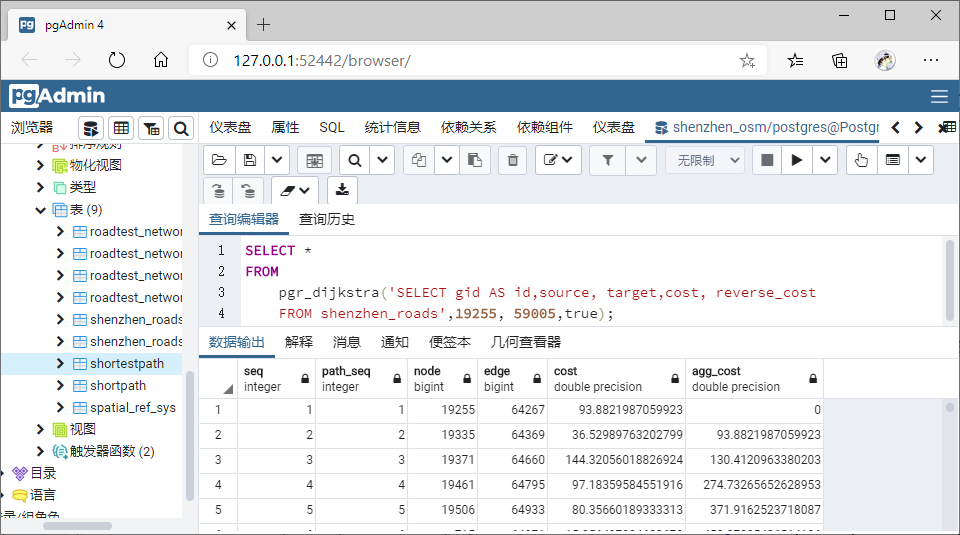 pgAdmin 4
127.0.0.1:52442/browser/
pgAdmin
浏览器
仪表盘 属性 SQL 统计信息 依赖关系 依赖组件 仪表盘 shenzhen_osm/postgres@Postgr
排序规则
物化视图
类型
表 (9)
roadtest_networ
roadtest_networ
roadtest_networ
roadtest_networ
shenzhen_roads
shenzhen_roads
shortestpath
shortpath
spatial_ref_sys
视图
触发器函数 (2)
目录
语言
登录/组角色
无限制
查询编辑器 查询历史
1 SELECT *
2 FROM
3 pgr_dijkstra('SELECT gid AS id,source, target,cost, reverse_cost
4 FROM shenzhen_roads',19255, 59005,true);
数据输出 解释 消息 通知 便签本 几何查看器
seq path_seq node edge cost agg_cost
integer integer bigint bigint double precision double precision
1 1 1 19255 64267 93.8821987059923 0
2 2 2 19335 64369 36.52989763202799 93.8821987059923
3 3 3 19371 64660 144.32056018826924 130.4120963380203
4 4 4 19461 64795 97.18359584551916 274.73265652628953
5 5 5 19506 64933 80.35660189333313 371.9162523718087